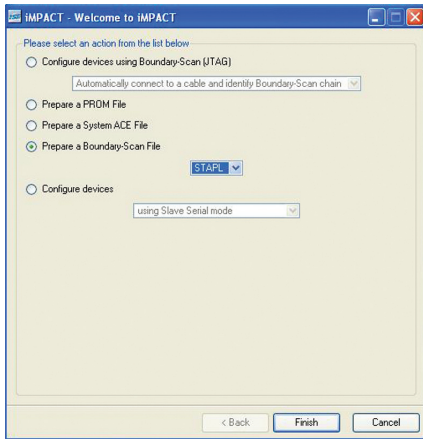 iMPACT - Welcome to iMPACT
Please select an action from the list below
Configure devices using Boundary-Scan (JTAG)
Automatically connect to a cable and identify Boundary-Scan chain
Prepare a PROM File
Prepare a System ACE File
Prepare a Boundary-Scan File
STAPL
Configure devices
using Slave Serial mode
< Back Finish Cancel